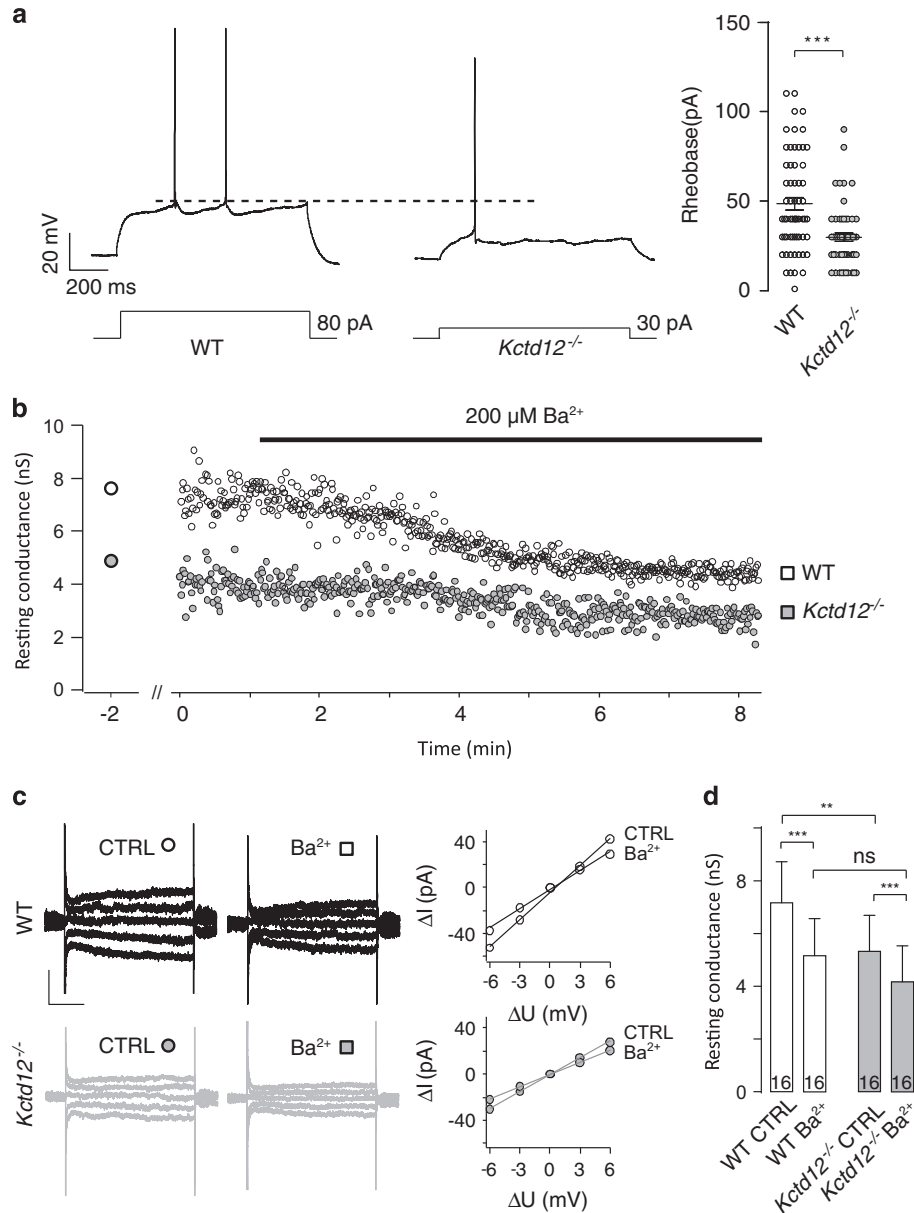 a
150
100
50
0
Rheobase(pA)
***
WT
Kctd12-/-
20 mV
200 ms
80 pA
WT
30 pA
Kctd12-/-
b
200 µM Ba2+
10
8
6
4
2
0
Resting conductance (nS)
-2
//
0
2
4
6
8
Time (min)
WT
Kctd12-/-
c
WT
CTRL
Ba2+
40
0
-40
ΔI (pA)
CTRL
Ba2+
-6
-3
0
3
6
ΔU (mV)
Kctd12-/-
CTRL
Ba2+
40
0
-40
ΔI (pA)
CTRL
Ba2+
-6
-3
0
3
6
ΔU (mV)
d
**
***
ns
***
8
4
0
Resting conductance (nS)
16
16
16
16
WT CTRL
WT Ba2+
Kctd12-/- CTRL
Kctd12-/- Ba2+